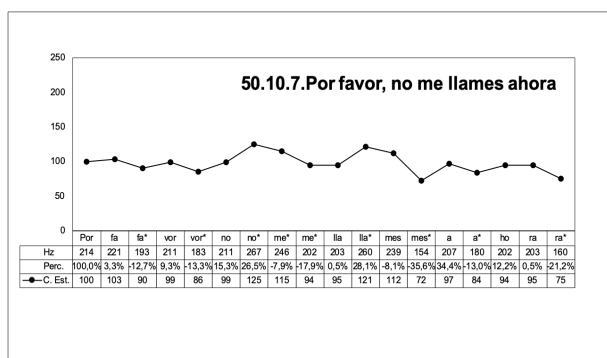 250
50.10.7.Por favor, no me llames ahora
200
150
100
50
0
Por fa fa* vor vor* no no* me* me* lla lla* mes mes* a a* ho ra ra*
Hz 214 221 193 211 183 211 267 246 202 203 260 239 154 207 180 202 203 160
Perc. 100,0% 3,3% -12,7% 9,3% -13,3% 15,3% 26,5% -7,9% -17,9% 0,5% 28,1% -8,1% -35,6% 34,4% -13,0% 12,2% 0,5% -21,2%
C. Est. 100 103 90 99 86 99 125 115 94 95 121 112 72 97 84 94 95 75